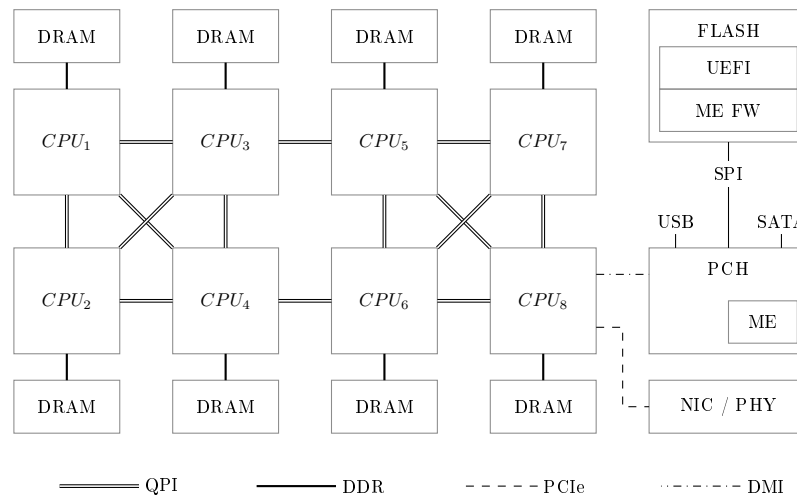 DRAM DRAM DRAM DRAM FLASH
UEFI
ME FW
CPU1 CPU3 CPU5 CPU7
SPI
USB SATA
PCH
CPU2 CPU4 CPU6 CPU8
ME
DRAM DRAM DRAM DRAM NIC / PHY
QPI DDR PCIe DMI